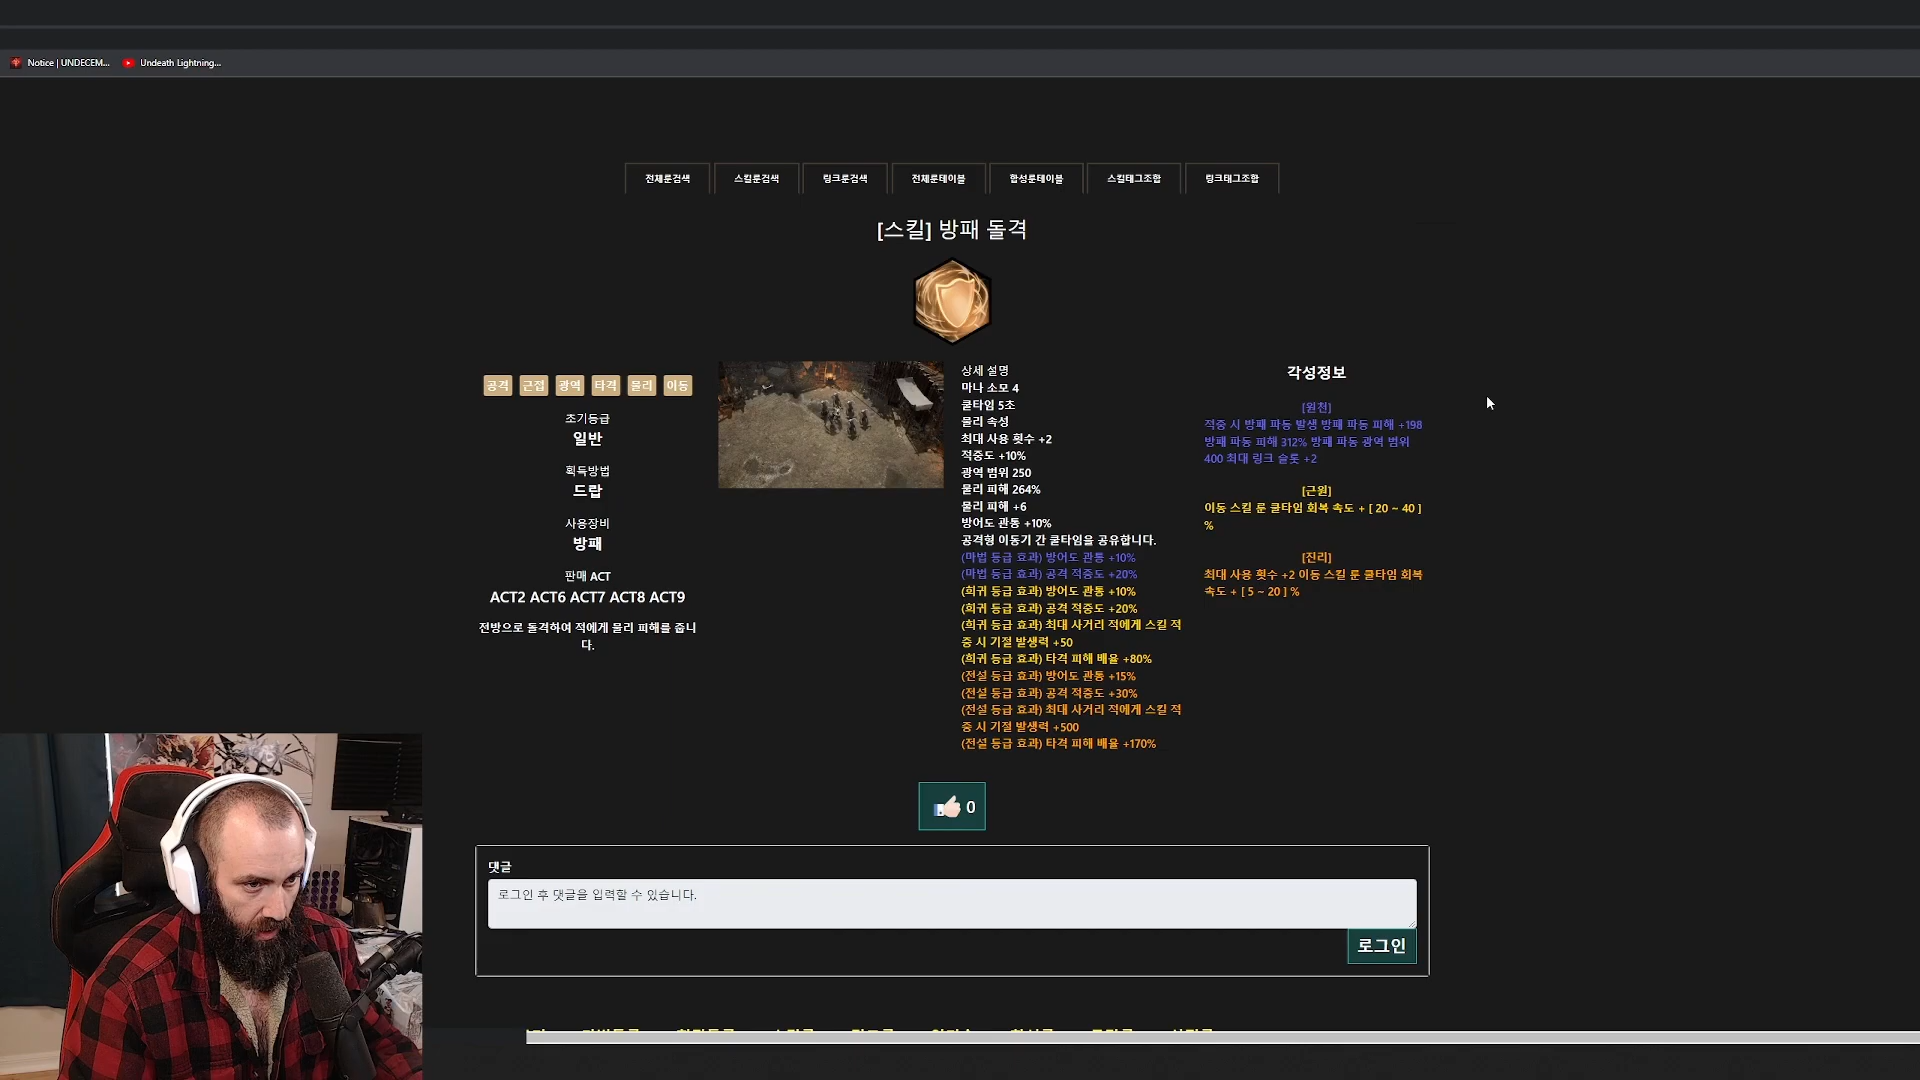 Notice | UNDECEM...
Undeath Lightning...
전체룬검색
스킬룬검색
링크룬검색
전체룬테이블
합성룬테이블
스킬태그조합
링크태그조합
[스킬] 방패 돌격
공격 근접 광역 타격 물리 이동
초기등급
일반
획득방법
드랍
사용장비
방패
판매 ACT
ACT2 ACT6 ACT7 ACT8 ACT9
전방으로 돌격하여 적에게 물리 피해를 줍니
다.
상세 설명
마나 소모 4
쿨타임 5초
물리 속성
최대 사용 횟수 +2
적중도 +10%
광역 범위 250
물리 피해 264%
물리 피해 +6
방어도 관통 +10%
공격형 이동기 간 쿨타임을 공유합니다.
(마법 등급 효과) 방어도 관통 +10%
(마법 등급 효과) 공격 적중도 +20%
(희귀 등급 효과) 방어도 관통 +10%
(희귀 등급 효과) 공격 적중도 +20%
(희귀 등급 효과) 최대 사거리 적에게 스킬 적
중 시 기절 발생력 +50
(희귀 등급 효과) 타격 피해 배율 +80%
(전설 등급 효과) 방어도 관통 +15%
(전설 등급 효과) 공격 적중도 +30%
(전설 등급 효과) 최대 사거리 적에게 스킬 적
중 시 기절 발생력 +500
(전설 등급 효과) 타격 피해 배율 +170%
각성정보
[원천]
적중 시 방패 파동 발생 방패 파동 피해 +198
방패 파동 피해 312% 방패 파동 광역 범위
400 최대 링크 슬롯 +2
[근원]
이동 스킬 룬 쿨타임 회복 속도 + [ 20 ~ 40 ]
%
[진리]
최대 사용 횟수 +2 이동 스킬 룬 쿨타임 회복
속도 + [ 5 ~ 20 ] %
0
댓글
로그인 후 댓글을 입력할 수 있습니다.
로그인